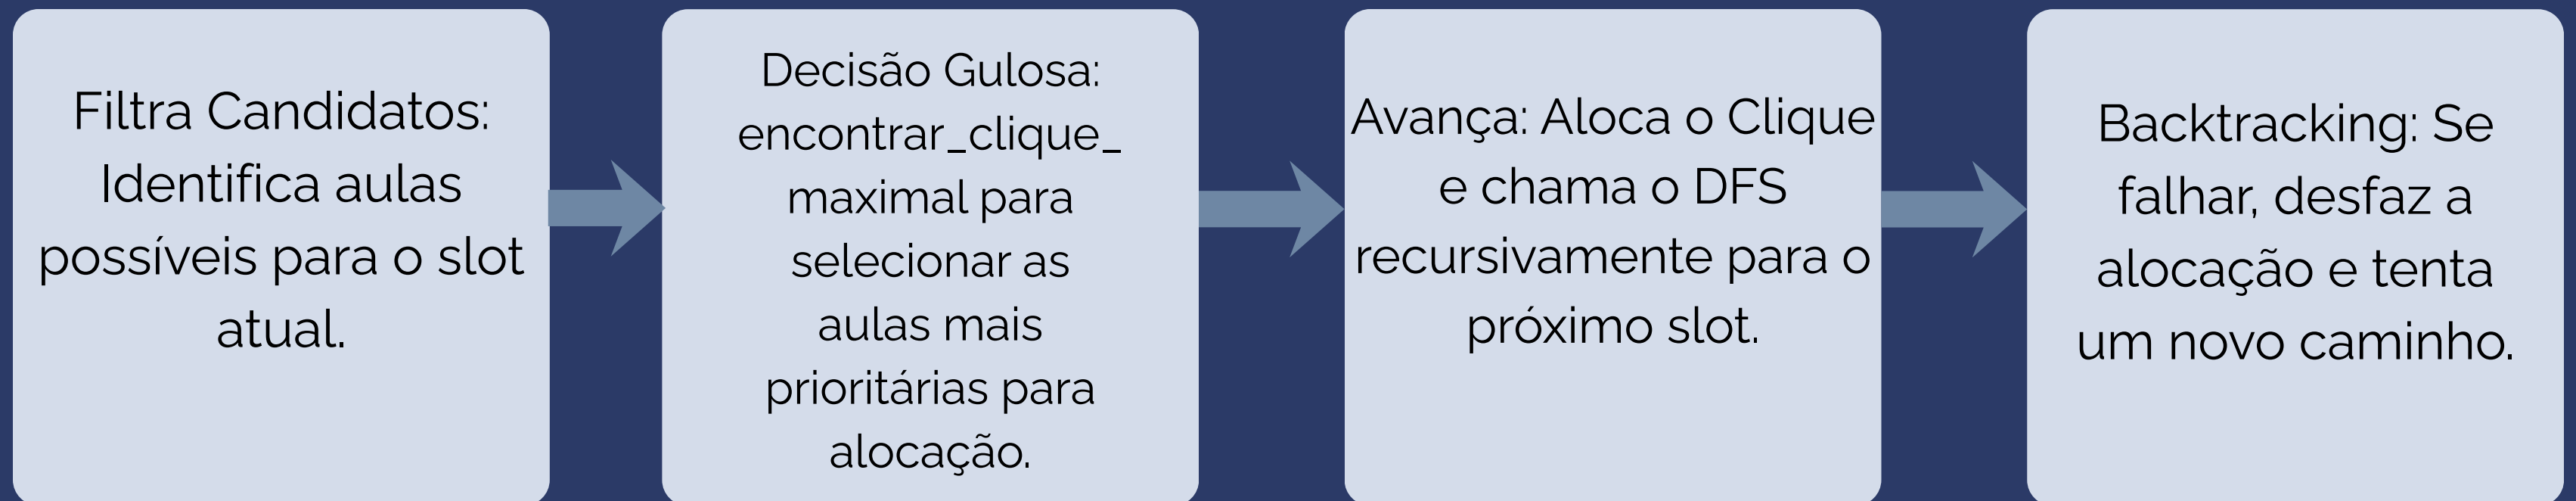 Filtra Candidatos:
Identifica aulas
possíveis para o slot
atual.
Decisão Gulosa:
encontrar_clique_
maximal para
selecionar as
aulas mais
prioritárias para
alocação.
Avança: Aloca o Clique
e chama o DFS
recursivamente para o
próximo slot.
Backtracking: Se
falhar, desfaz a
alocação e tenta
um novo caminho.